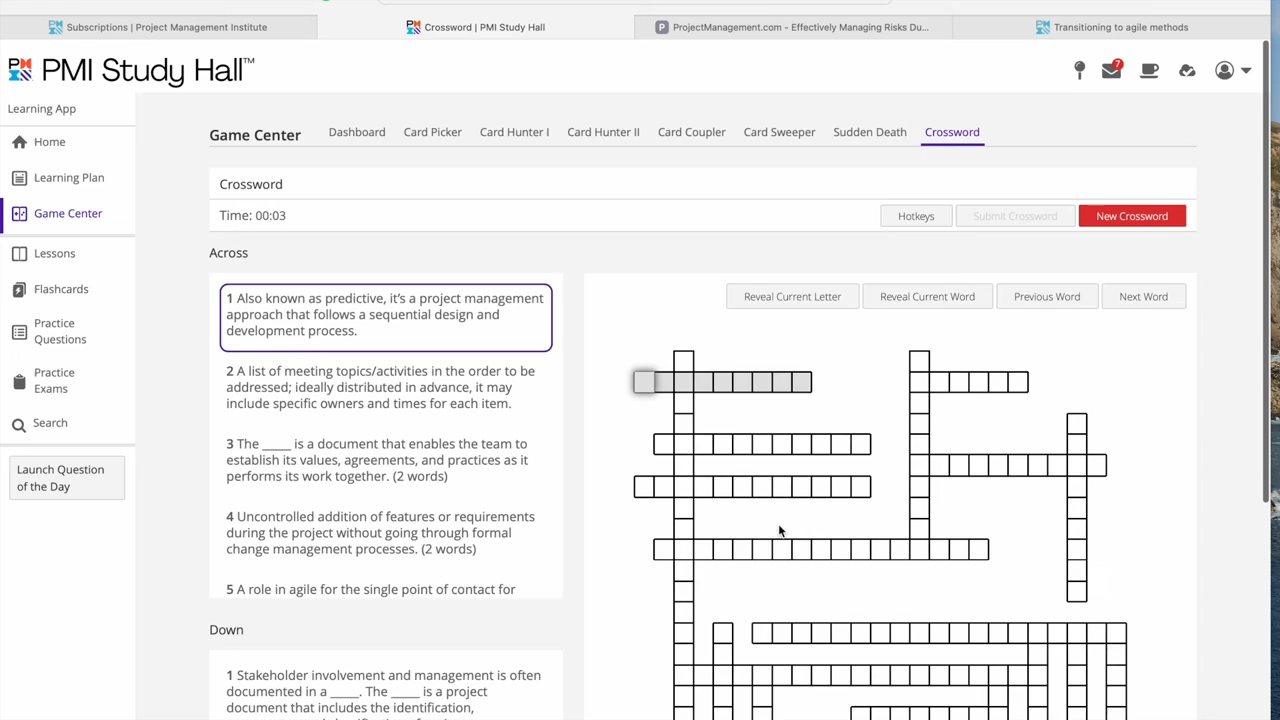 Subscriptions | Project Management Institute
Crossword | PMI Study Hall
P ProjectManagement.com - Effectively Managing Risks Du...
Transitioning to agile methods
PMI Study Hall™
7
Learning App
Home
Learning Plan
Game Center
Lessons
Flashcards
Practice
Questions
Practice
Exams
Search
Launch Question
of the Day
Game Center
Dashboard
Card Picker
Card Hunter I
Card Hunter II
Card Coupler
Card Sweeper
Sudden Death
Crossword
Crossword
Time: 00:03
Hotkeys
Submit Crossword
New Crossword
Across
1 Also known as predictive, it's a project management
approach that follows a sequential design and
development process.
2 A list of meeting topics/activities in the order to be
addressed; ideally distributed in advance, it may
include specific owners and times for each item.
3 The _____ is a document that enables the team to
establish its values, agreements, and practices as it
performs its work together. (2 words)
4 Uncontrolled addition of features or requirements
during the project without going through formal
change management processes. (2 words)
5 A role in agile for the single point of contact for
Reveal Current Letter
Reveal Current Word
Previous Word
Next Word
Down
1 Stakeholder involvement and management is often
documented in a _____. The _____ is a project
document that includes the identification,